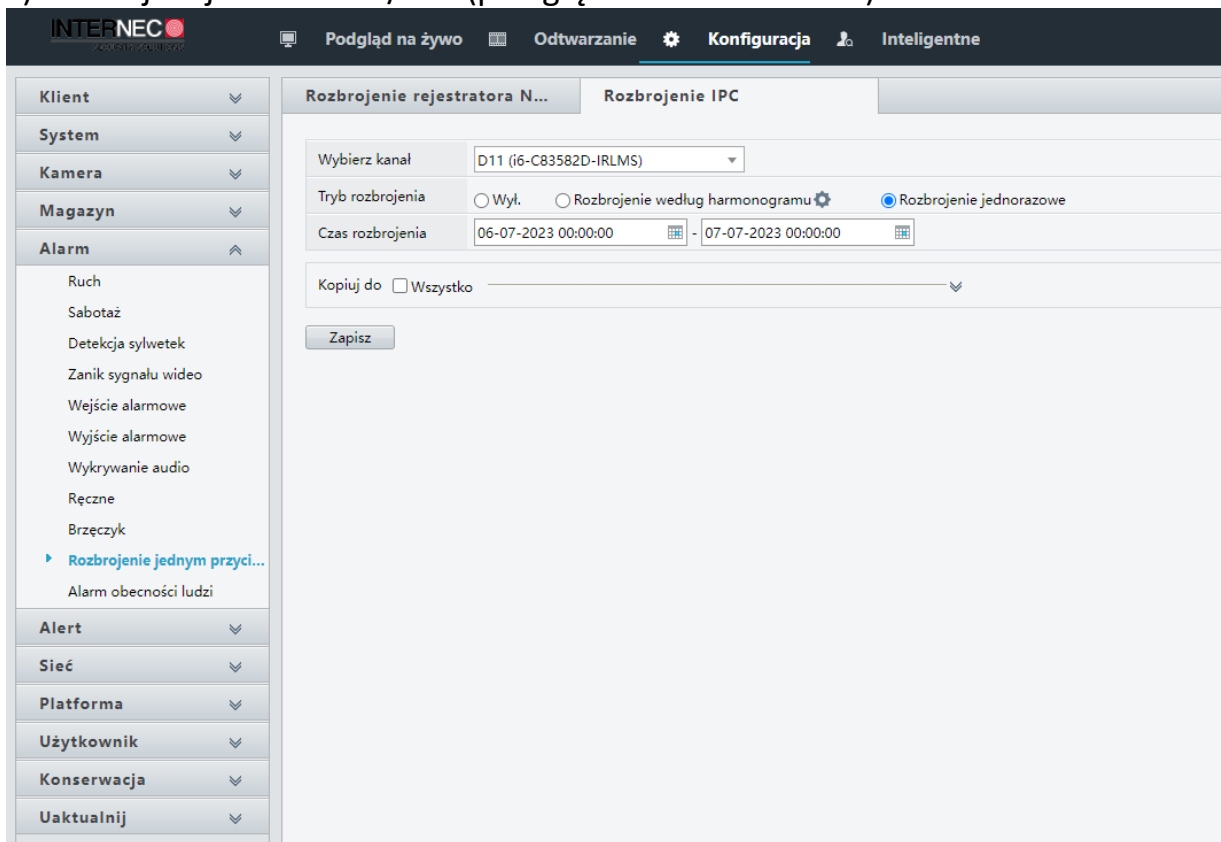 INTERNEC
Podgląd na żywo Odtwarzanie Konfiguracja Inteligentne
Klient
System
Kamera
Magazyn
Alarm
Ruch
Sabotaż
Detekcja sylwetek
Zanik sygnału wideo
Wejście alarmowe
Wyjście alarmowe
Wykrywanie audio
Ręczne
Brzęczyk
Rozbrojenie jednym przyci...
Alarm obecności ludzi
Alert
Sieć
Platforma
Użytkownik
Konserwacja
Uaktualnij
Rozbrojenie rejestratora N... Rozbrojenie IPC
Wybierz kanał D11 (i6-C83582D-IRLMS)
Tryb rozbrojenia Wył. Rozbrojenie według harmonogramu Rozbrojenie jednorazowe
Czas rozbrojenia 06-07-2023 00:00:00 - 07-07-2023 00:00:00
Kopiuj do Wszystko
Zapisz